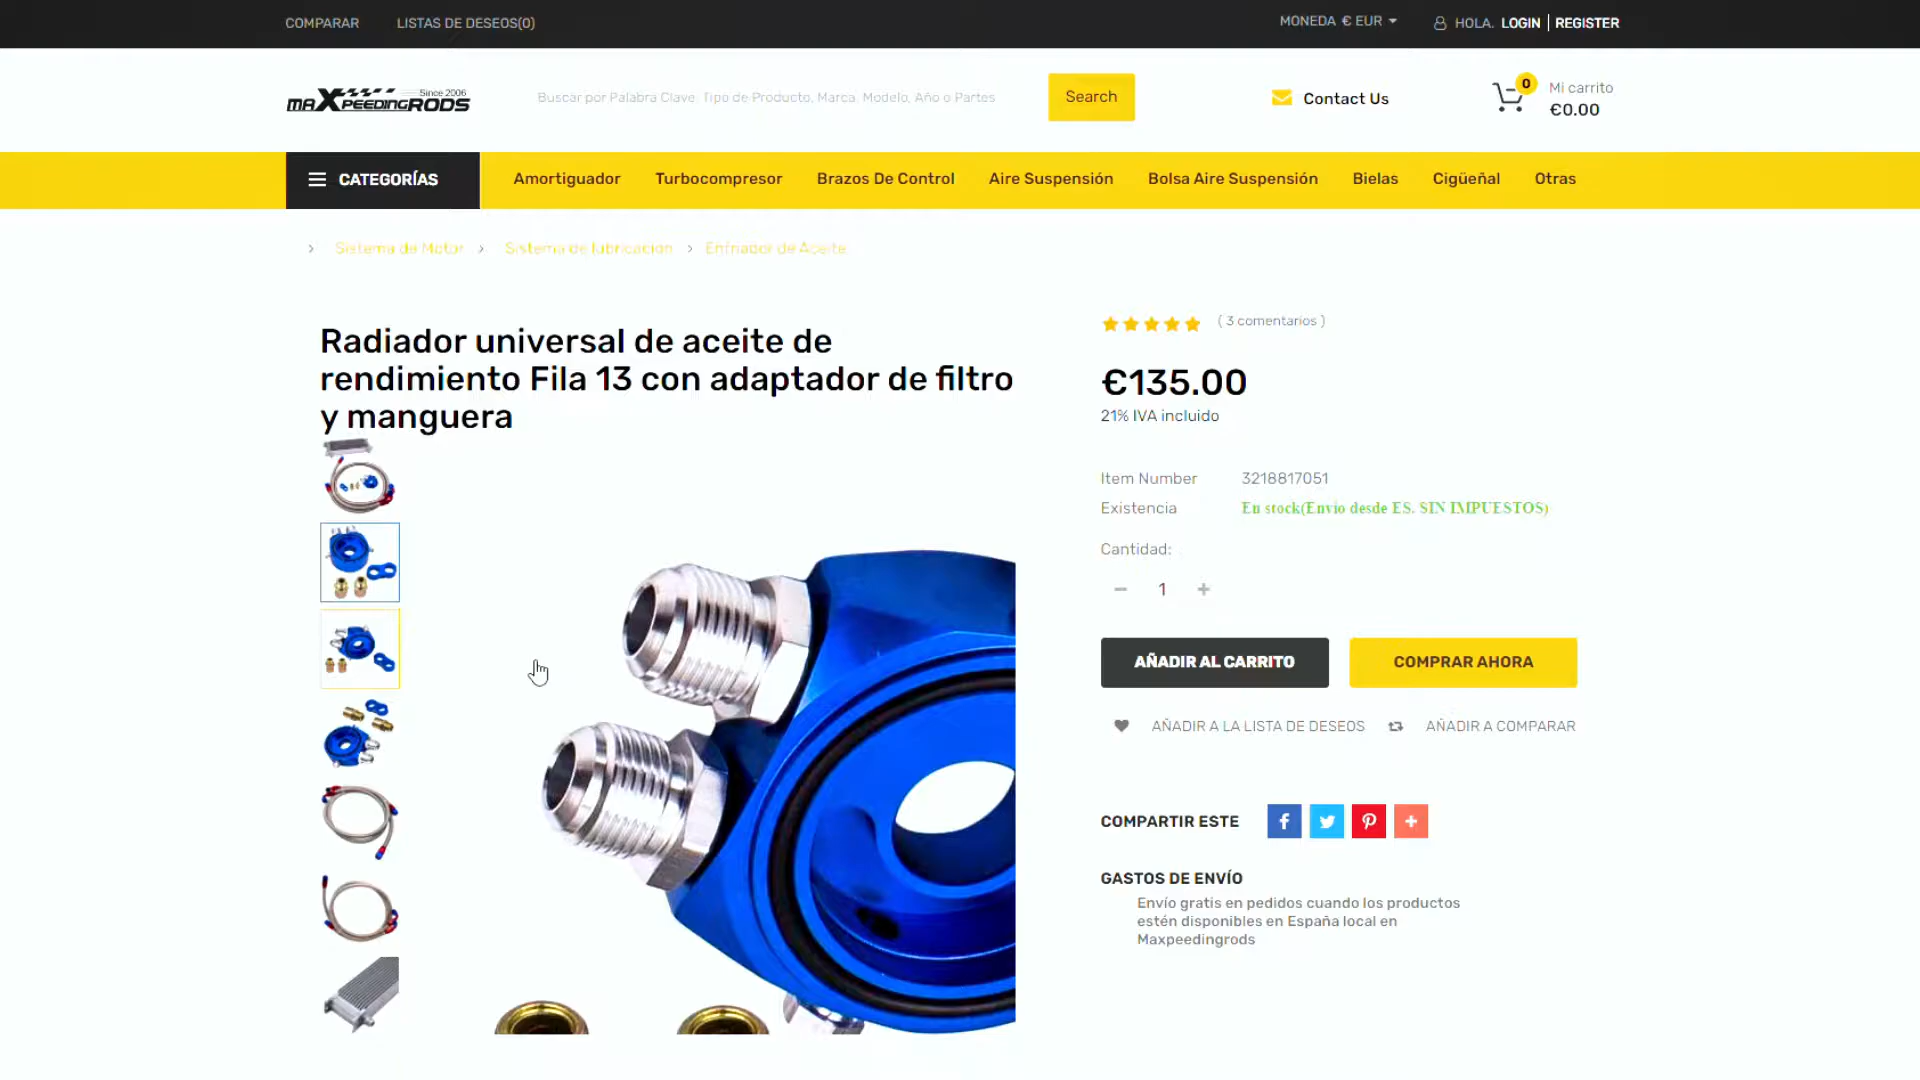 COMPARAR
LISTAS DE DESEOS(0)
MONEDA € EUR
HOLA. LOGIN | REGISTER
Since 2006
MAXPEEDINGRODS
Buscar por Palabra Clave, Tipo de Producto, Marca, Modelo, Año o Partes
Search
Contact Us
0
Mi carrito
€0.00
CATEGORÍAS
Amortiguador
Turbocompresor
Brazos De Control
Aire Suspensión
Bolsa Aire Suspensión
Bielas
Cigüeñal
Otras
> Sistema de Motor > Sistema de lubricación > Enfriador de Aceite
Radiador universal de aceite de
rendimiento Fila 13 con adaptador de filtro
y manguera
( 3 comentarios )
€135.00
21% IVA incluido
Item Number 3218817051
Existencia En stock(Envío desde ES. SIN IMPUESTOS)
Cantidad:
− 1 +
AÑADIR AL CARRITO
COMPRAR AHORA
AÑADIR A LA LISTA DE DESEOS
AÑADIR A COMPARAR
COMPARTIR ESTE
GASTOS DE ENVÍO
Envío gratis en pedidos cuando los productos
estén disponibles en España local en
Maxpeedingrods